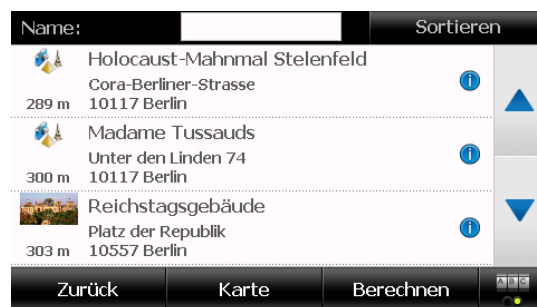 Name: Sortieren
Holocaust-Mahnmal Stelenfeld
Cora-Berliner-Strasse
289 m 10117 Berlin
Madame Tussauds
Unter den Linden 74
300 m 10117 Berlin
Reichstagsgebäude
Platz der Republik
303 m 10557 Berlin
Zurück Karte Berechnen A B C